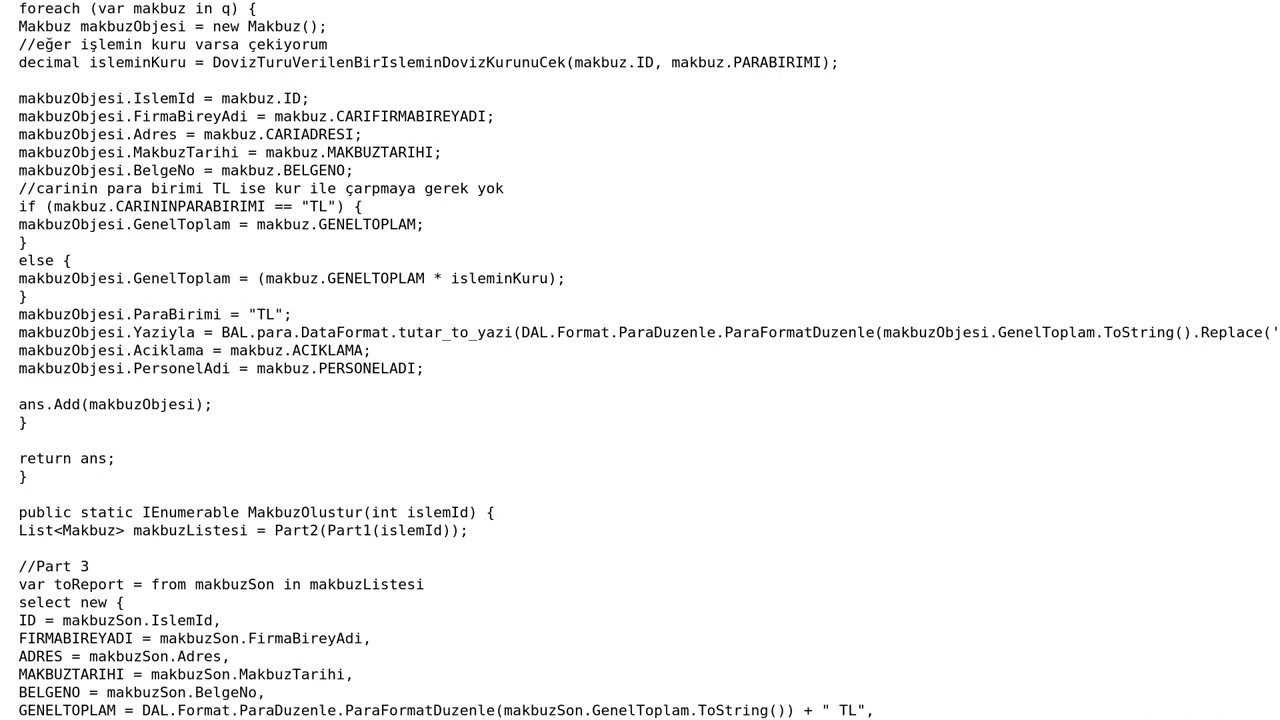 foreach (var makbuz in q) {
Makbuz makbuzObjesi = new Makbuz();
//eğer işlemin kuru varsa çekiyorum
decimal isleminKuru = DovizTuruVerilenBirIsleminDovizKurunuCek(makbuz.ID, makbuz.PARABIRIMI);
makbuzObjesi.IslemId = makbuz.ID;
makbuzObjesi.FirmaBireyAdi = makbuz.CARIFIRMABIREYADI;
makbuzObjesi.Adres = makbuz.CARIADRESI;
makbuzObjesi.MakbuzTarihi = makbuz.MAKBUZTARIHI;
makbuzObjesi.BelgeNo = makbuz.BELGENO;
//carinin para birimi TL ise kur ile çarpmaya gerek yok
if (makbuz.CARININPARABIRIMI == "TL") {
makbuzObjesi.GenelToplam = makbuz.GENELTOPLAM;
}
else {
makbuzObjesi.GenelToplam = (makbuz.GENELTOPLAM * isleminKuru);
}
makbuzObjesi.ParaBirimi = "TL";
makbuzObjesi.Yaziyla = BAL.para.DataFormat.tutar_to_yazi(DAL.Format.ParaDuzenle.ParaFormatDuzenle(makbuzObjesi.GenelToplam.ToString().Replace('
makbuzObjesi.Aciklama = makbuz.ACIKLAMA;
makbuzObjesi.PersonelAdi = makbuz.PERSONELADI;
ans.Add(makbuzObjesi);
}
return ans;
}
public static IEnumerable MakbuzOlustur(int islemId) {
List<Makbuz> makbuzListesi = Part2(Part1(islemId));
//Part 3
var toReport = from makbuzSon in makbuzListesi
select new {
ID = makbuzSon.IslemId,
FIRMABIREYADI = makbuzSon.FirmaBireyAdi,
ADRES = makbuzSon.Adres,
MAKBUZTARIHI = makbuzSon.MakbuzTarihi,
BELGENO = makbuzSon.BelgeNo,
GENELTOPLAM = DAL.Format.ParaDuzenle.ParaFormatDuzenle(makbuzSon.GenelToplam.ToString()) + " TL",